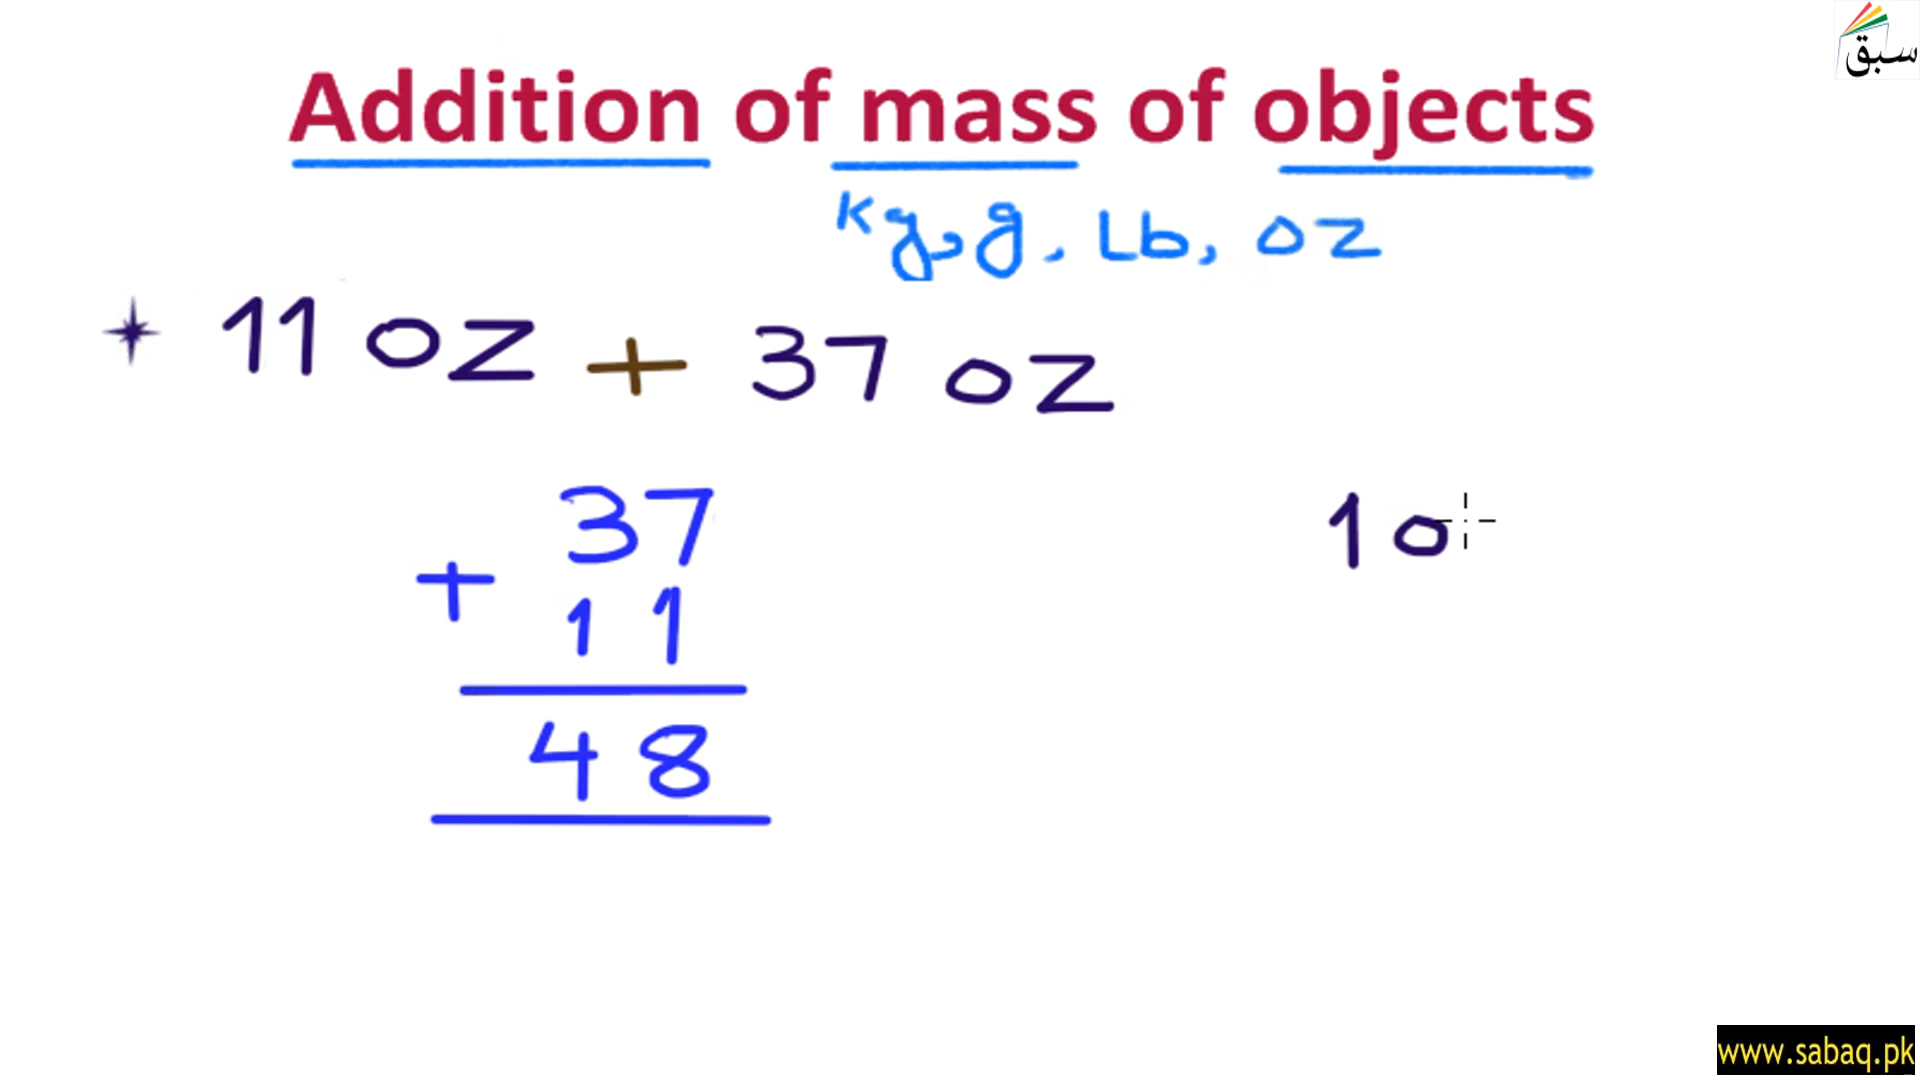 سبق
Addition of mass of objects
Kg, g, Lb, oz
11 oz + 37 oz
37
+ 11
48
1 o
www.sabaq.pk